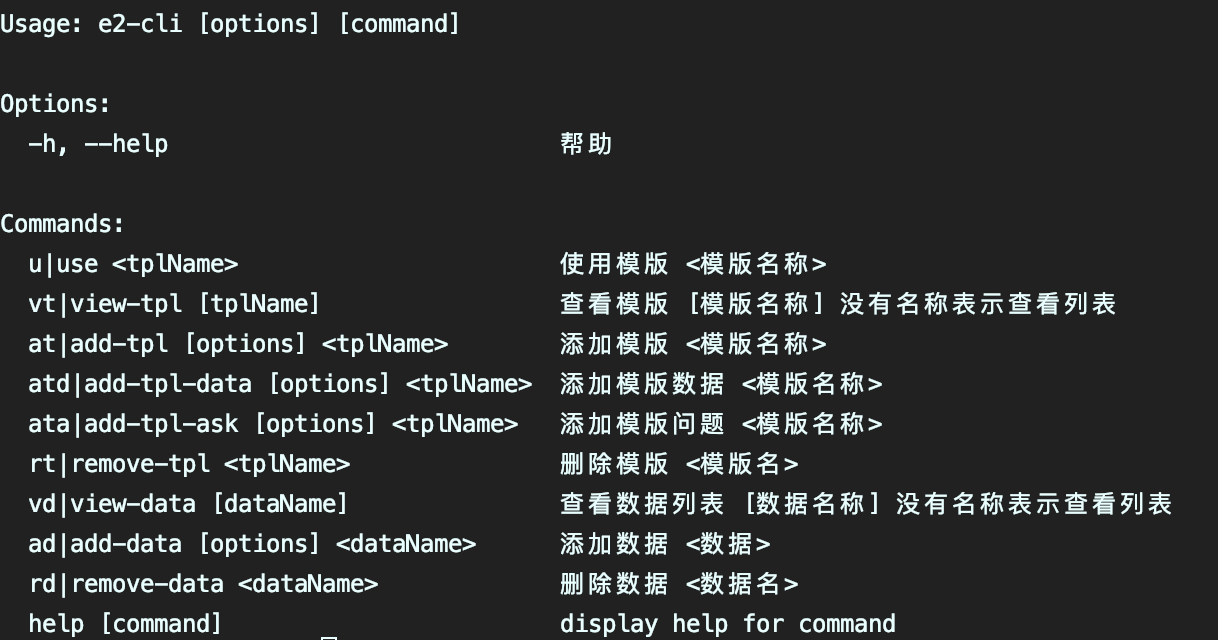 Usage: e2-cli [options] [command]
Options:
-h, --help 帮助
Commands:
u|use <tplName> 使用模版 <模版名称>
vt|view-tpl [tplName] 查看模版 [模版名称] 没有名称表示查看列表
at|add-tpl [options] <tplName> 添加模版 <模版名称>
atd|add-tpl-data [options] <tplName> 添加模版数据 <模版名称>
ata|add-tpl-ask [options] <tplName> 添加模版问题 <模版名称>
rt|remove-tpl <tplName> 删除模版 <模版名>
vd|view-data [dataName] 查看数据列表 [数据名称] 没有名称表示查看列表
ad|add-data [options] <dataName> 添加数据 <数据>
rd|remove-data <dataName> 删除数据 <数据名>
help [command] display help for command